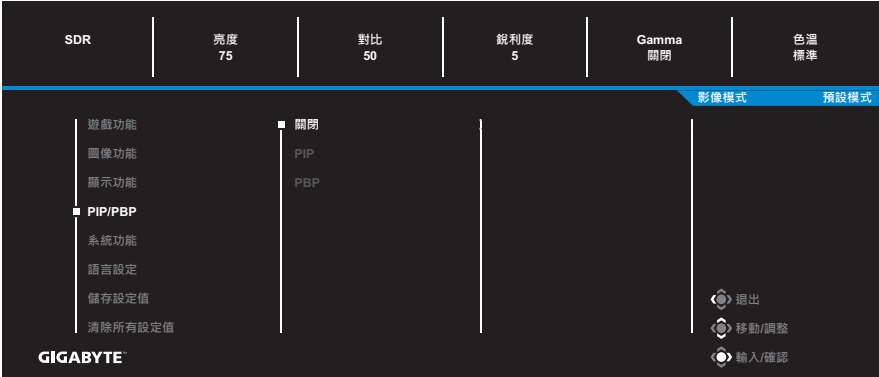 SDR 亮度 對比 銳利度 Gamma 色溫
75 50 5 關閉 標準
影像模式 預設模式
遊戲功能 關閉
圖像功能 PIP
顯示功能 PBP
PIP/PBP
系統功能
語言設定
儲存設定值
退出
清除所有設定值
移動/調整
GIGABYTE™
輸入/確認